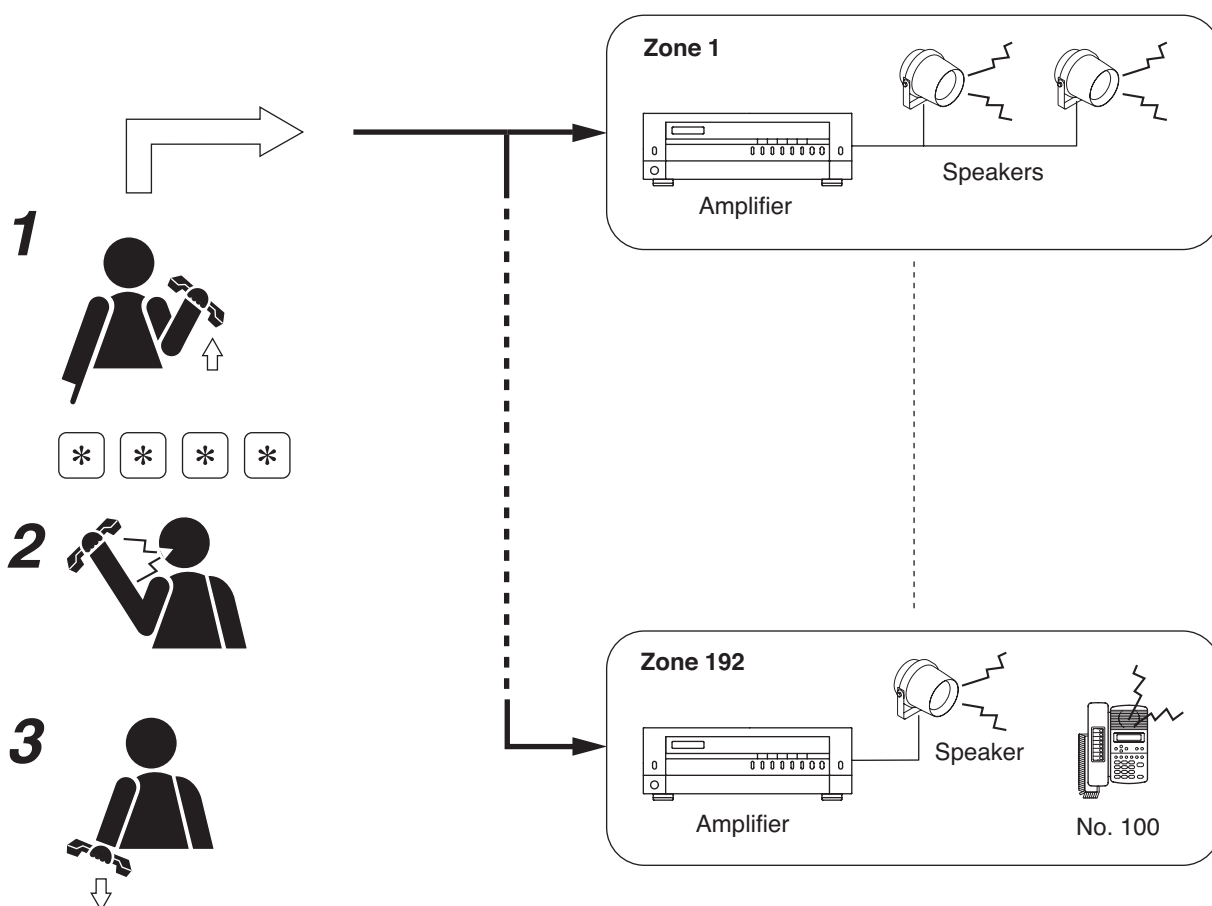 Zone 1
Speakers
Amplifier
1
* * * *
2
3
Zone 192
Speaker
Amplifier
No. 100